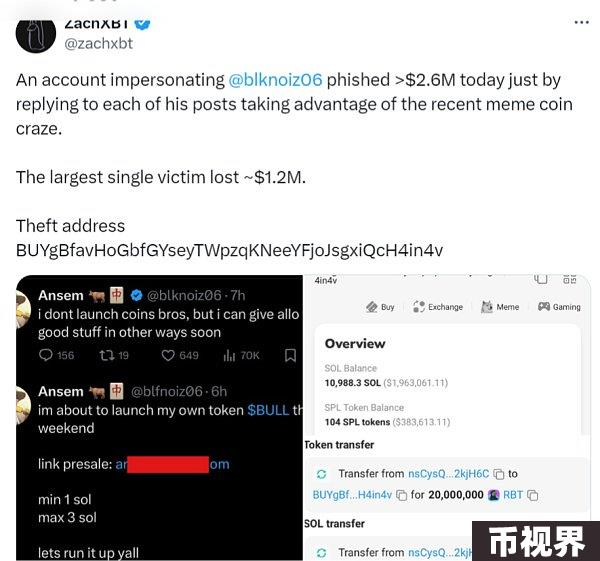 ZachXBT
@zachxbt
An account impersonating @blknoiz06 phished >$2.6M today just by
replying to each of his posts taking advantage of the recent meme coin
craze.
The largest single victim lost ~$1.2M.
Theft address
BUYgBfavHoGbfGYseyTWpzqKNeeYFjoJsgxiQcH4in4v
Ansem 🐂 🀄 @blknoiz06 · 7h
i dont launch coins bros, but i can give allo
good stuff in other ways soon
156 19 649 70K
Ansem 🐂 🀄 @blfnoiz06 · 6h
im about to launch my own token $BULL th
weekend
link presale: ar om
min 1 sol
max 3 sol
lets run it up yall
4in4v
Buy Exchange Meme Gaming
Overview
SOL Balance
10,988.3 SOL ($1,963,061.11)
SPL Token Balance
104 SPL tokens ($383,613.11)
Token transfer
Transfer from nsCysQ...2kjH6C to
BUYgBf...H4in4v for 20,000,000 RBT
SOL transfer
Transfer from nsCysQ...2kjH
币视界